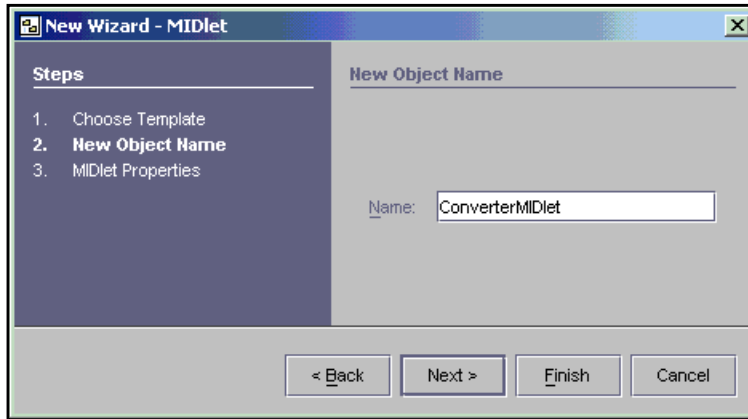 New Wizard - MIDlet
Steps
1. Choose Template
2. New Object Name
3. MIDlet Properties
New Object Name
Name: ConverterMIDlet
< Back
Next >
Finish
Cancel